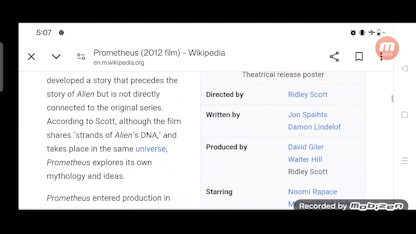 5:07
Prometheus (2012 film) – Wikipedia
en.m.wikipedia.org
developed a story that precedes the
story of Alien but is not directly
connected to the original series.
According to Scott, although the film
shares "strands of Alien's DNA," and
takes place in the same universe,
Prometheus explores its own
mythology and ideas.
Prometheus entered production in
Theatrical release poster
Directed by Ridley Scott
Written by Jon Spaihts
Damon Lindelof
Produced by David Giler
Walter Hill
Ridley Scott
Starring Noomi Rapace
Recorded by Mobizen